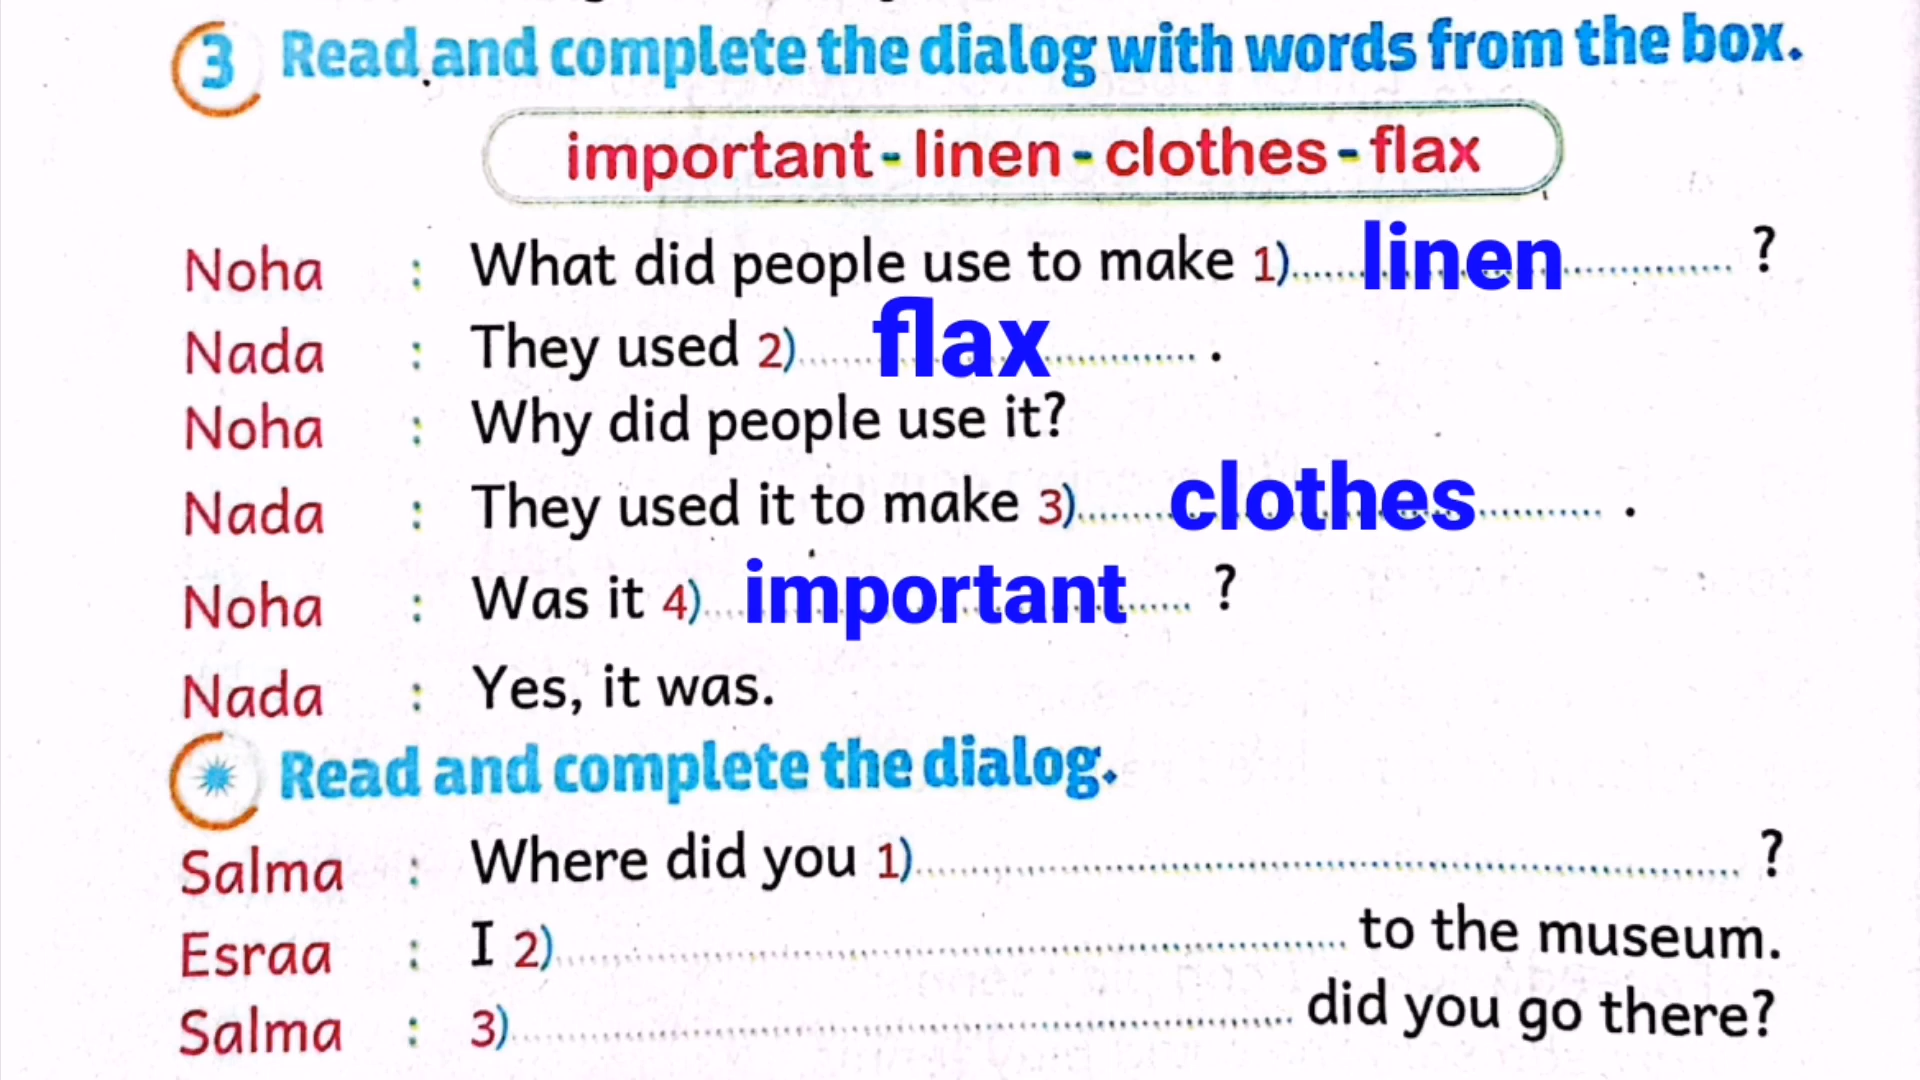 3 Read and complete the dialog with words from the box.
important - linen - clothes - flax
Noha : What did people use to make 1)..... linen ..................?
Nada : They used 2)..... flax ............... .
Noha : Why did people use it?
Nada : They used it to make 3)....... clothes ............ .
Noha : Was it 4)... important ...... ?
Nada : Yes, it was.
Read and complete the dialog.
Salma : Where did you 1).................................................. ?
Esraa : I 2).................................................. to the museum.
Salma : 3).................................................. did you go there?